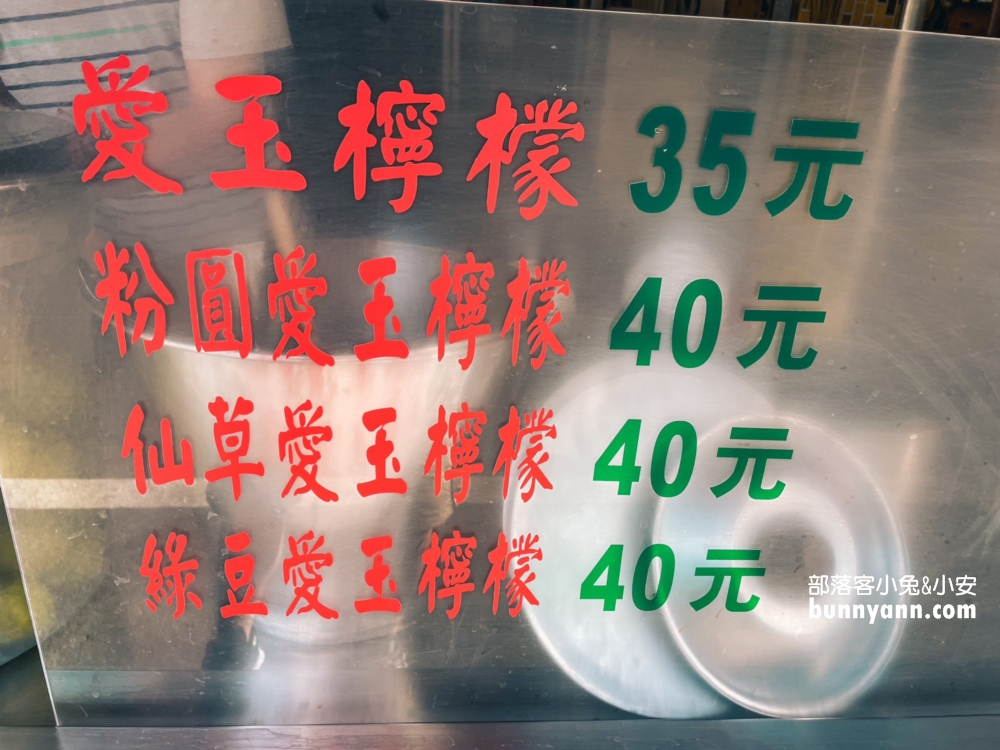 愛玉檸檬 35元
粉圓愛玉檸檬 40元
仙草愛玉檸檬 40元
綠豆愛玉檸檬 40元
部落客小兔&小安
bunnyann.com